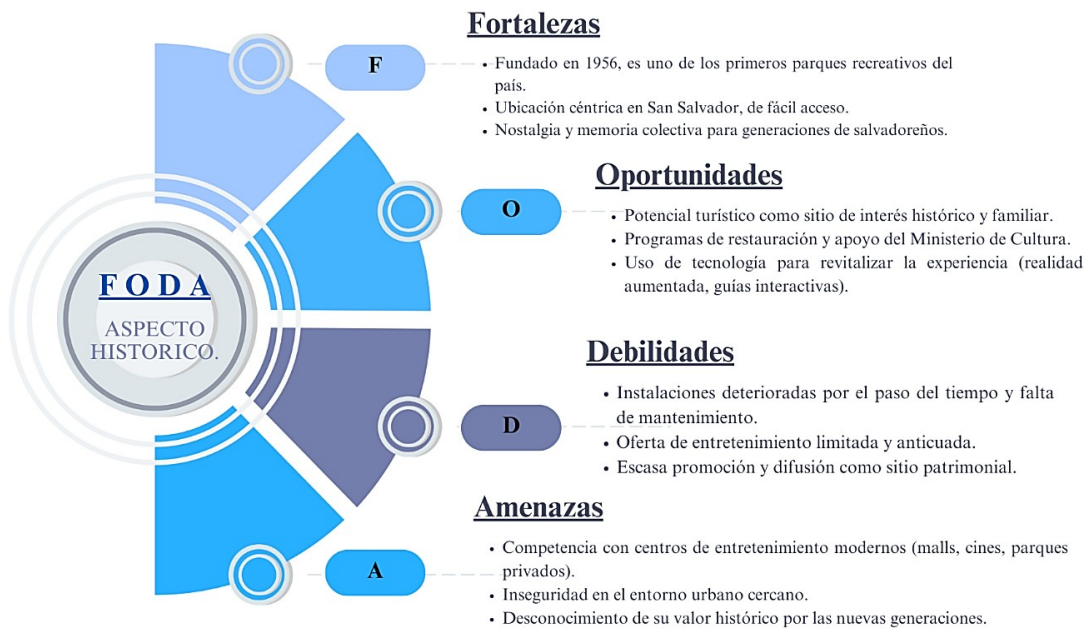 F O D A
ASPECTO
HISTORICO.
F
Fortalezas
• Fundado en 1956, es uno de los primeros parques recreativos del
país.
• Ubicación céntrica en San Salvador, de fácil acceso.
• Nostalgia y memoria colectiva para generaciones de salvadoreños.
O
Oportunidades
• Potencial turístico como sitio de interés histórico y familiar.
• Programas de restauración y apoyo del Ministerio de Cultura.
• Uso de tecnología para revitalizar la experiencia (realidad
aumentada, guías interactivas).
D
Debilidades
• Instalaciones deterioradas por el paso del tiempo y falta
de mantenimiento.
• Oferta de entretenimiento limitada y anticuada.
• Escasa promoción y difusión como sitio patrimonial.
A
Amenazas
• Competencia con centros de entretenimiento modernos (malls, cines, parques
privados).
• Inseguridad en el entorno urbano cercano.
• Desconocimiento de su valor histórico por las nuevas generaciones.